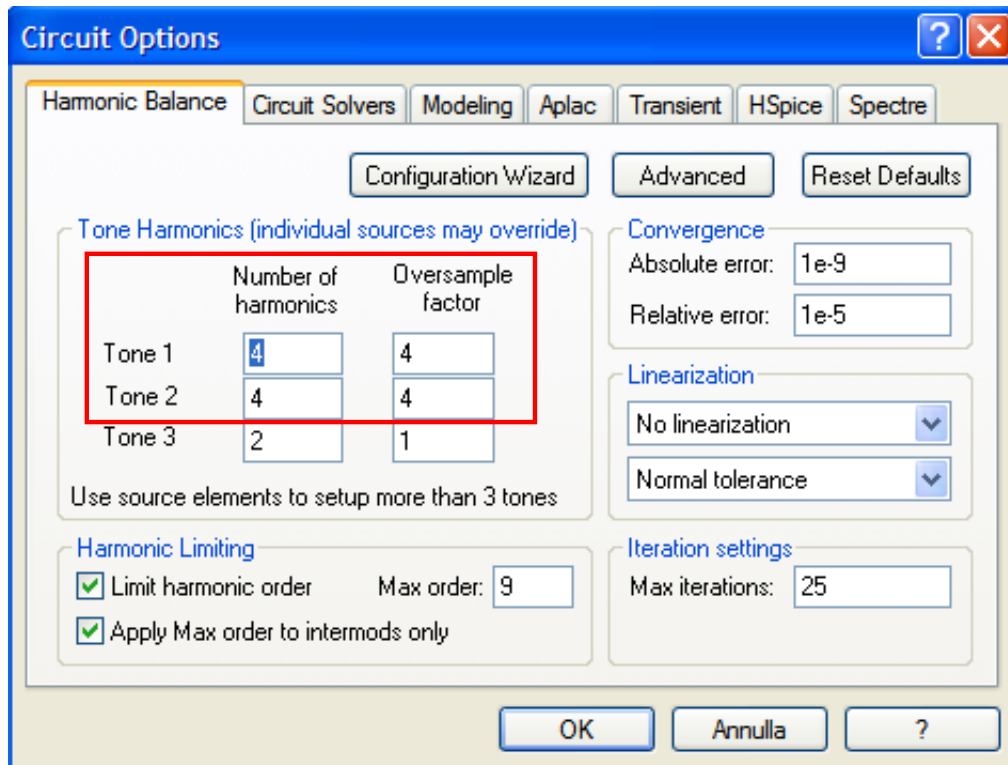 Circuit Options
?
Harmonic Balance Circuit Solvers Modeling Aplac Transient HSpice Spectre
Configuration Wizard Advanced Reset Defaults
Tone Harmonics (individual sources may override)
Number of harmonics
Oversample factor
Tone 1 4 4
Tone 2 4 4
Tone 3 2 1
Use source elements to setup more than 3 tones
Convergence
Absolute error: 1e-9
Relative error: 1e-5
Linearization
No linearization
Normal tolerance
Harmonic Limiting
Limit harmonic order Max order: 9
Apply Max order to intermods only
Iteration settings
Max iterations: 25
OK Annulla ?